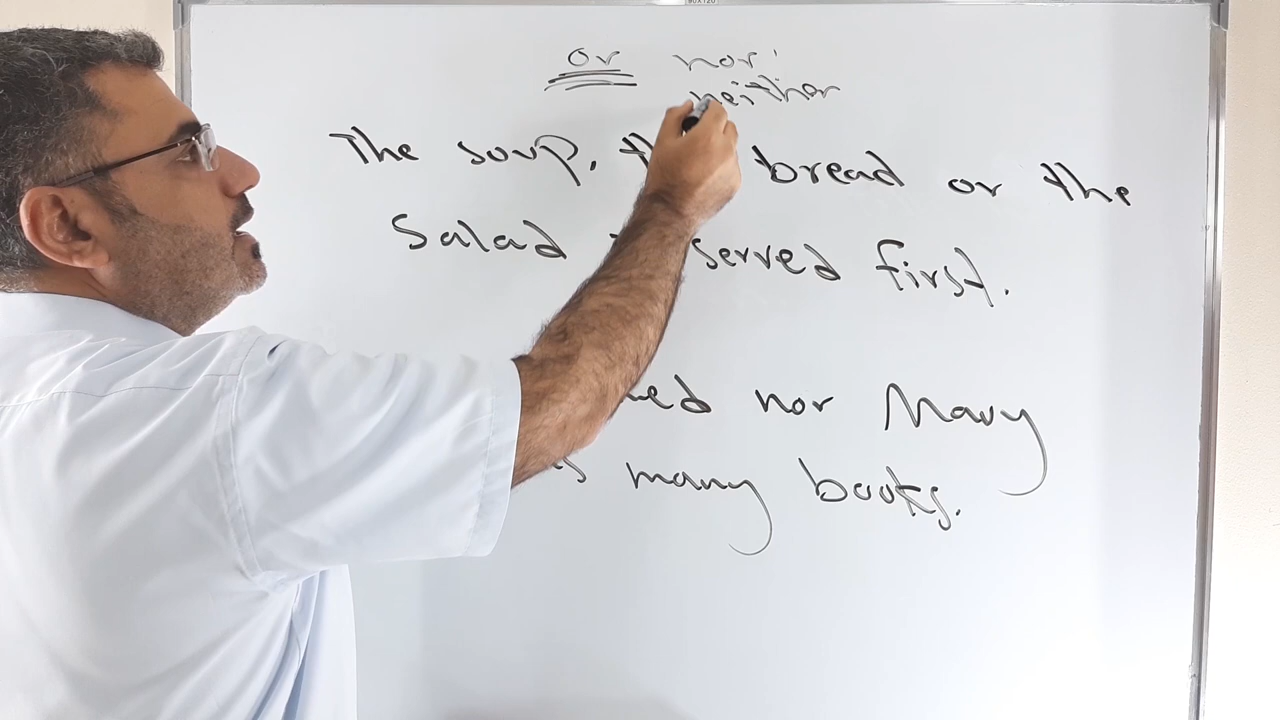 or nor
neither
The soup, bread or the
salad served first.
nor Mary
many books.